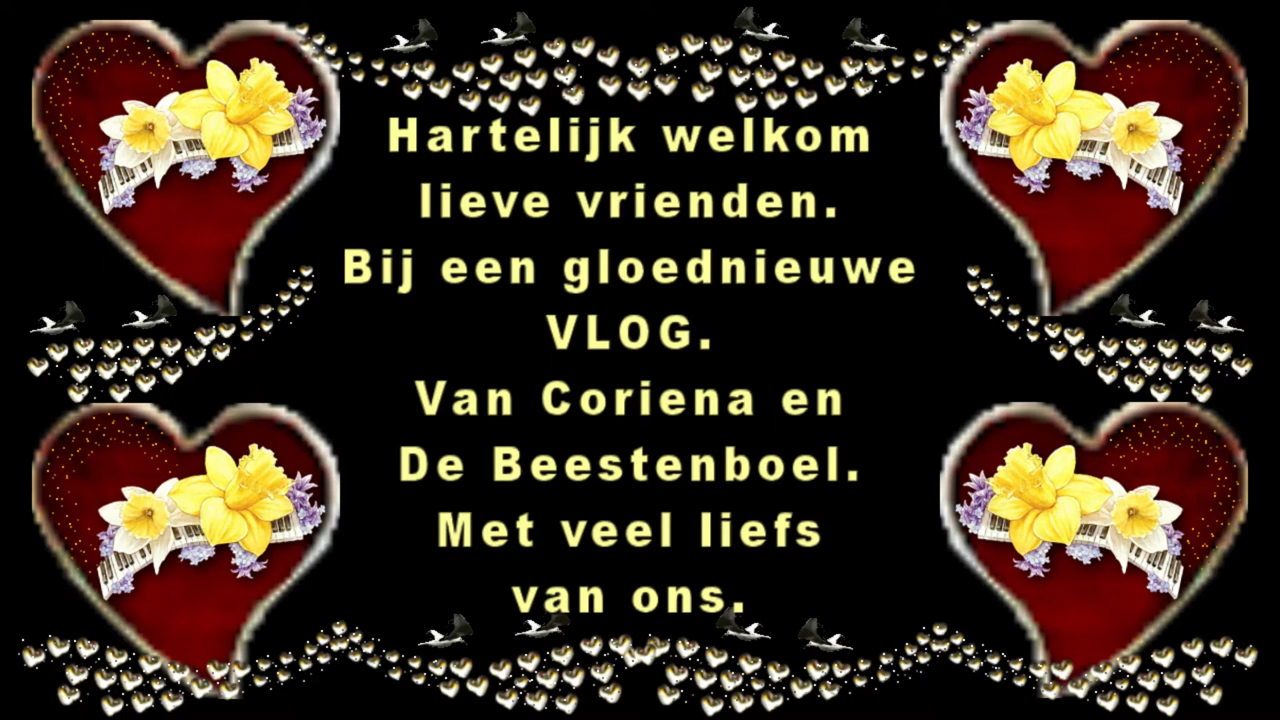 Hartelijk welkom
lieve vrienden.
Bij een gloednieuwe
VLOG.
Van Coriena en
De Beestenboel.
Met veel liefs
van ons.